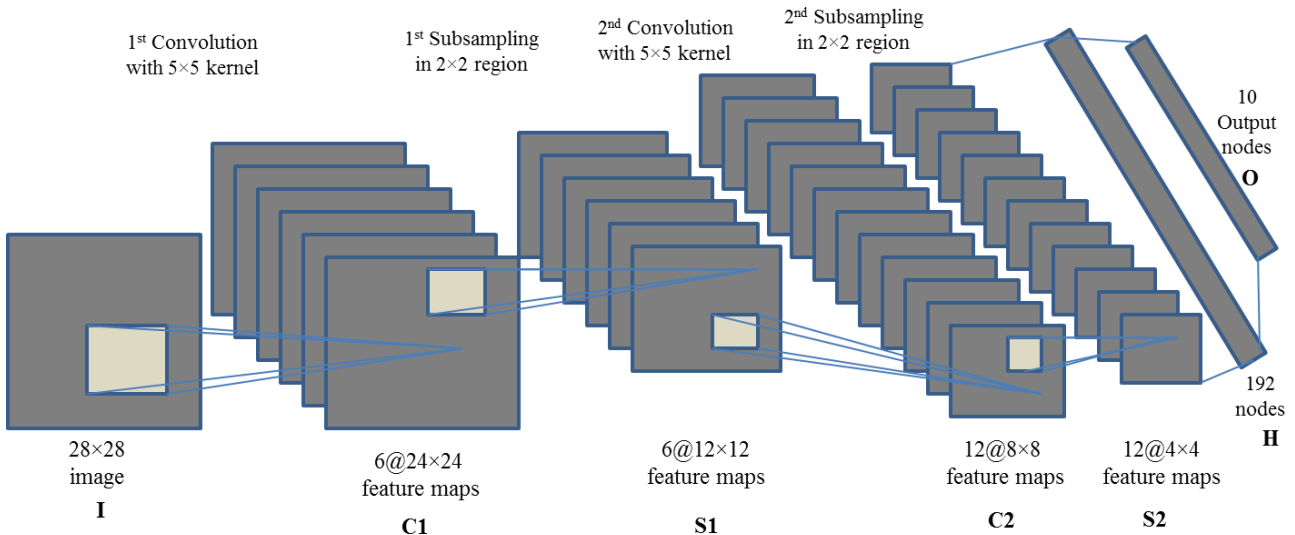 1st Convolution
with 5×5 kernel
1st Subsampling
in 2×2 region
2nd Convolution
with 5×5 kernel
2nd Subsampling
in 2×2 region
10
Output
nodes
O
192
nodes
H
28×28
image
I
6@24×24
feature maps
C1
6@12×12
feature maps
S1
12@8×8
feature maps
C2
12@4×4
feature maps
S2